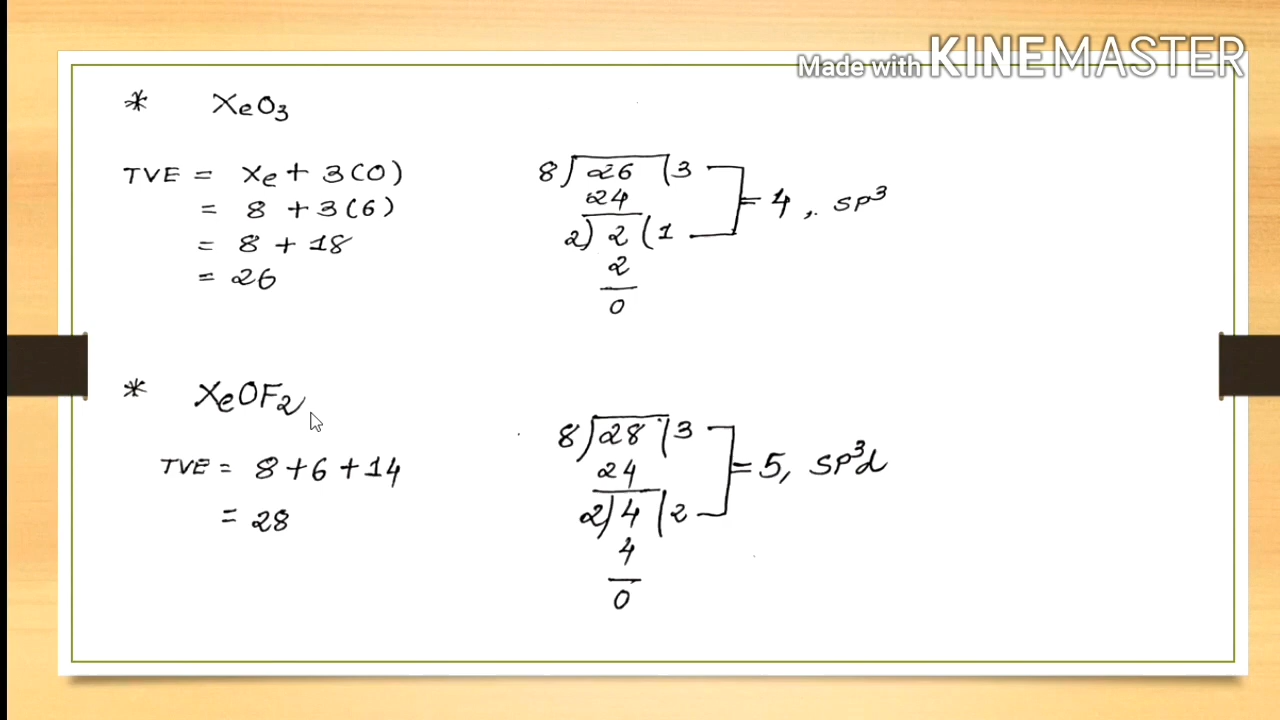 Made with KINEMASTER
* XeO3
TVE = Xe + 3(O)
= 8 + 3(6)
= 8 + 18
= 26
8) 26 (3
24
2) 2 (1
2
0
= 4, SP³
* XeOF2
TVE = 8+6+14
= 28
8) 28 (3
24
2) 4 (2
4
0
= 5, SP³d